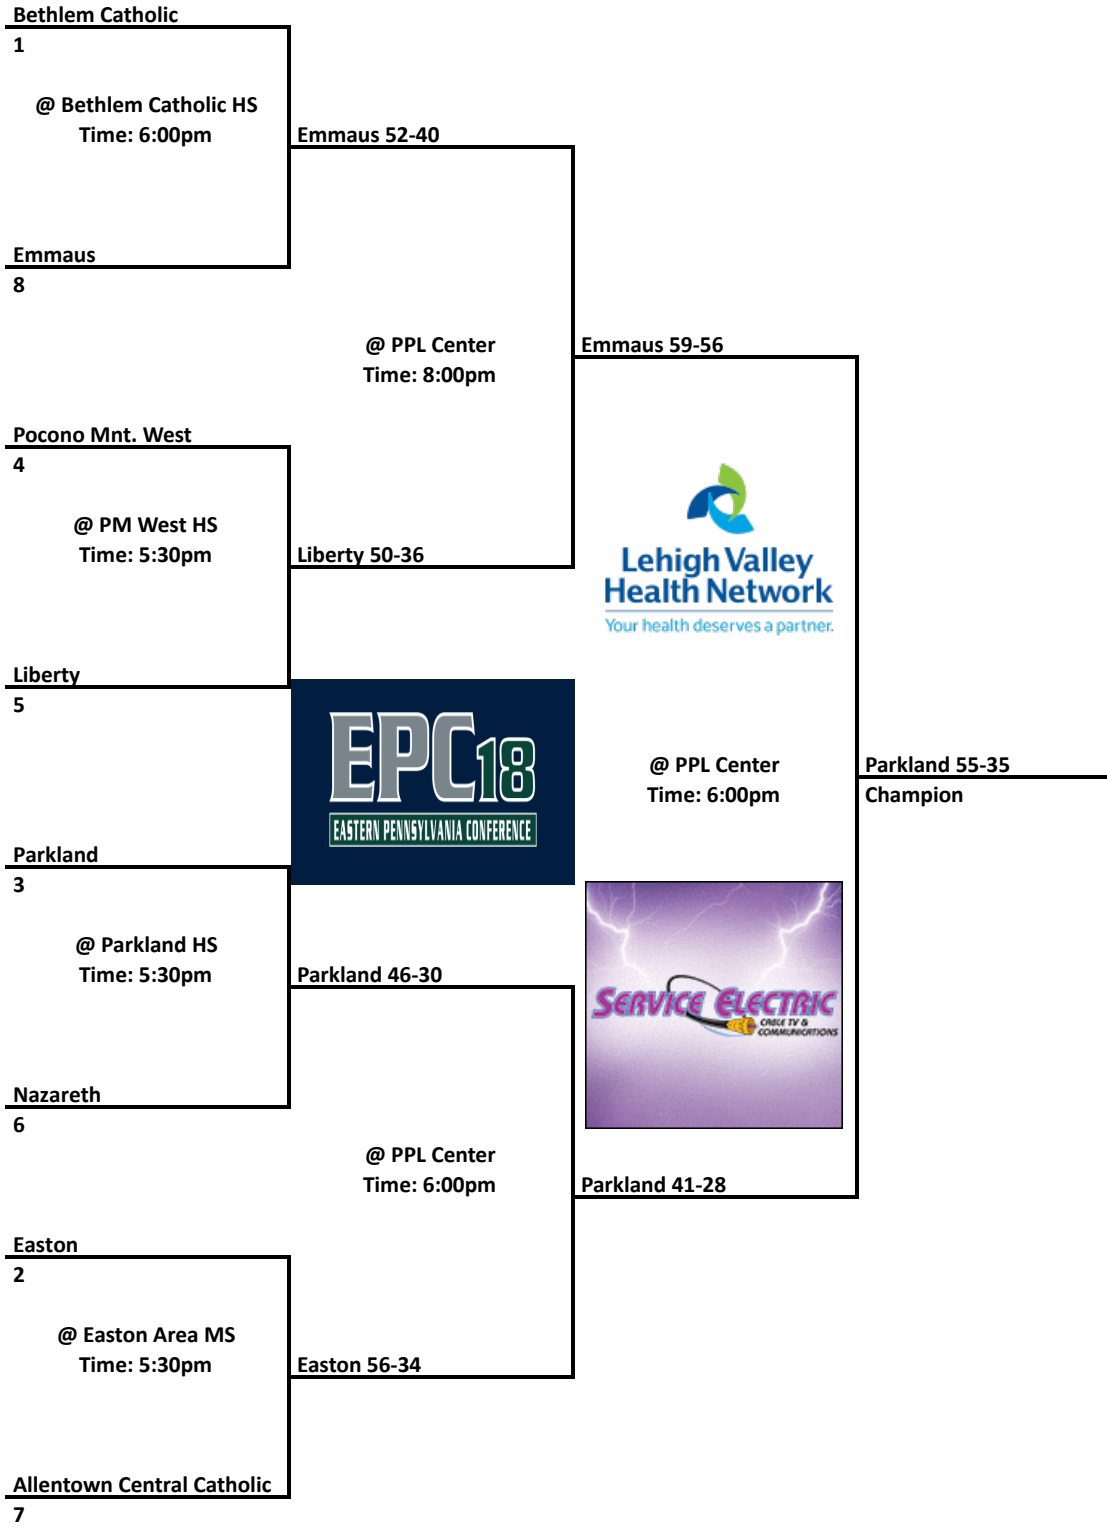 Bethlem Catholic
1
@ Bethlem Catholic HS
Time: 6:00pm
Emmaus 52-40
Emmaus
8
@ PPL Center
Time: 8:00pm
Emmaus 59-56
Pocono Mnt. West
4
@ PM West HS
Time: 5:30pm
Liberty 50-36
Lehigh Valley
Health Network
Your health deserves a partner.
Liberty
5
EPC18
EASTERN PENNSYLVANIA CONFERENCE
@ PPL Center
Time: 6:00pm
Parkland 55-35
Champion
Parkland
3
@ Parkland HS
Time: 5:30pm
Parkland 46-30
SERVICE ELECTRIC
CABLE TV &
COMMUNICATIONS
Nazareth
6
@ PPL Center
Time: 6:00pm
Parkland 41-28
Easton
2
@ Easton Area MS
Time: 5:30pm
Easton 56-34
Allentown Central Catholic
7